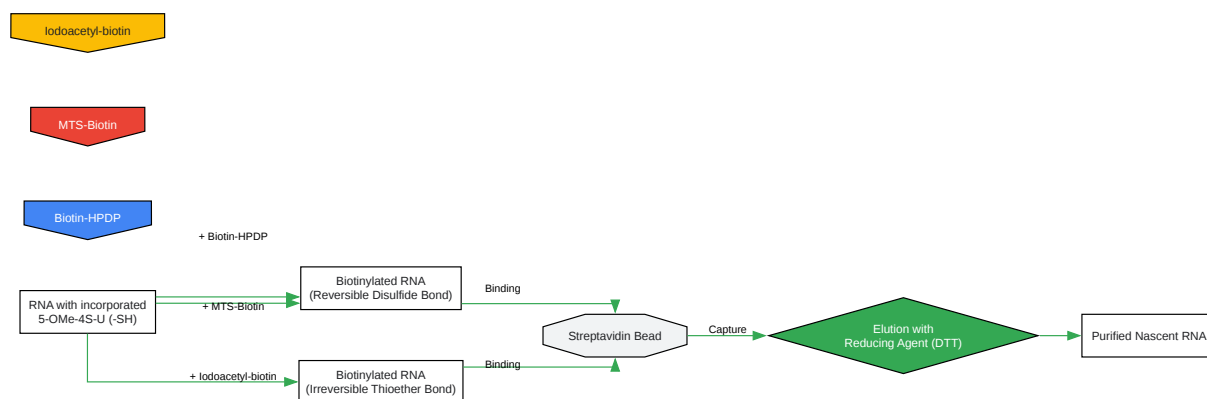 Iodoacetyl-biotin
MTS-Biotin
Biotin-HPDP
+ Biotin-HPDP
RNA with incorporated
5-OMe-4S-U (-SH)
+ MTS-Biotin
+ Iodoacetyl-biotin
Biotinylated RNA
(Reversible Disulfide Bond)
Biotinylated RNA
(Irreversible Thioether Bond)
Binding
Binding
Streptavidin Bead
Capture
Elution with
Reducing Agent (DTT)
Purified Nascent RNA